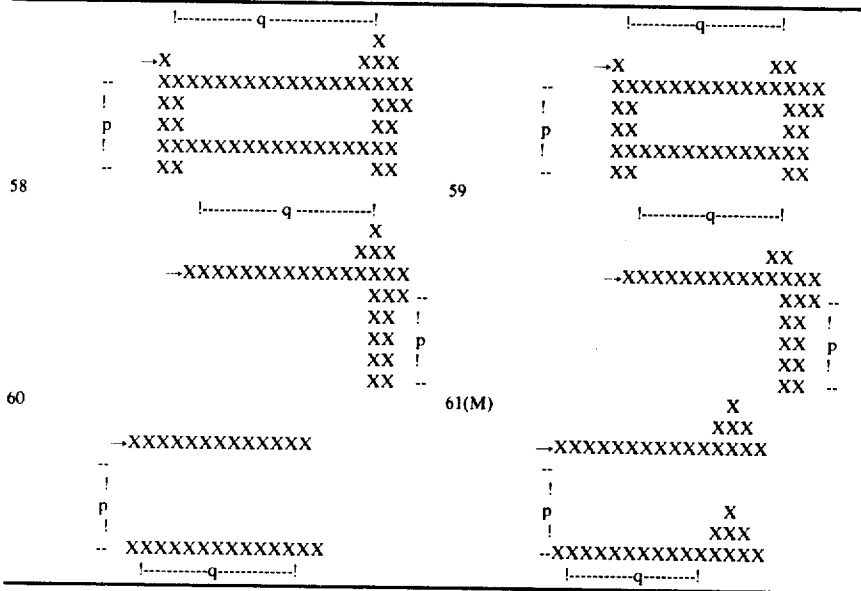 !------------- q ----------------! !-----------q-----------!
X
→X XXX →X XX
-- XXXXXXXXXXXXXXXXXXX -- XXXXXXXXXXXXXXXX
! XX XXX ! XX XXX
p XX XX p XX XX
! XXXXXXXXXXXXXXXXXX ! XXXXXXXXXXXXXXX
-- XX XX -- XX XX
58 59
!------------ q ---------------! !-----------q----------!
X
XXX XX
→XXXXXXXXXXXXXXXXX →XXXXXXXXXXXXXXX
XXX -- XXX --
XX ! XX !
XX p XX p
XX ! XX !
XX -- XX --
60 61(M)
X
XXX
→XXXXXXXXXXXXXX →XXXXXXXXXXXXXXXX
-- --
! !
p p X
! ! XXX
-- XXXXXXXXXXXXXXX --XXXXXXXXXXXXXXXX
!----------q------------! !----------q---------!